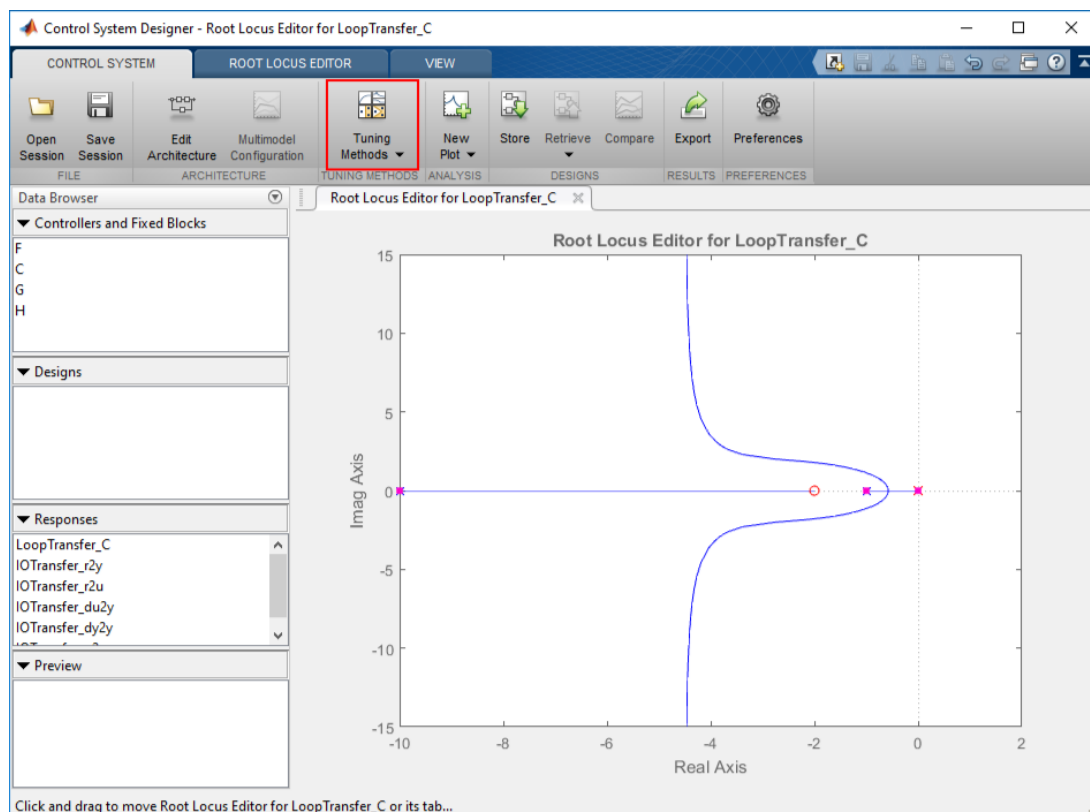 Control System Designer - Root Locus Editor for LoopTransfer_C
CONTROL SYSTEM
ROOT LOCUS EDITOR
VIEW
Open
Session
Save
Session
Edit
Architecture
Multimodel
Configuration
Tuning
Methods
New
Plot
Store
Retrieve
Compare
Export
Preferences
FILE
ARCHITECTURE
TUNING METHODS
ANALYSIS
DESIGNS
RESULTS
PREFERENCES
Data Browser
Controllers and Fixed Blocks
F
C
G
H
Designs
Responses
LoopTransfer_C
IOTransfer_r2y
IOTransfer_r2u
IOTransfer_du2y
IOTransfer_dy2y
Preview
Root Locus Editor for LoopTransfer_C
Root Locus Editor for LoopTransfer_C
15
10
5
0
-5
-10
-15
Imag Axis
-10
-8
-6
-4
-2
0
2
Real Axis
Click and drag to move Root Locus Editor for LoopTransfer_C or its tab...